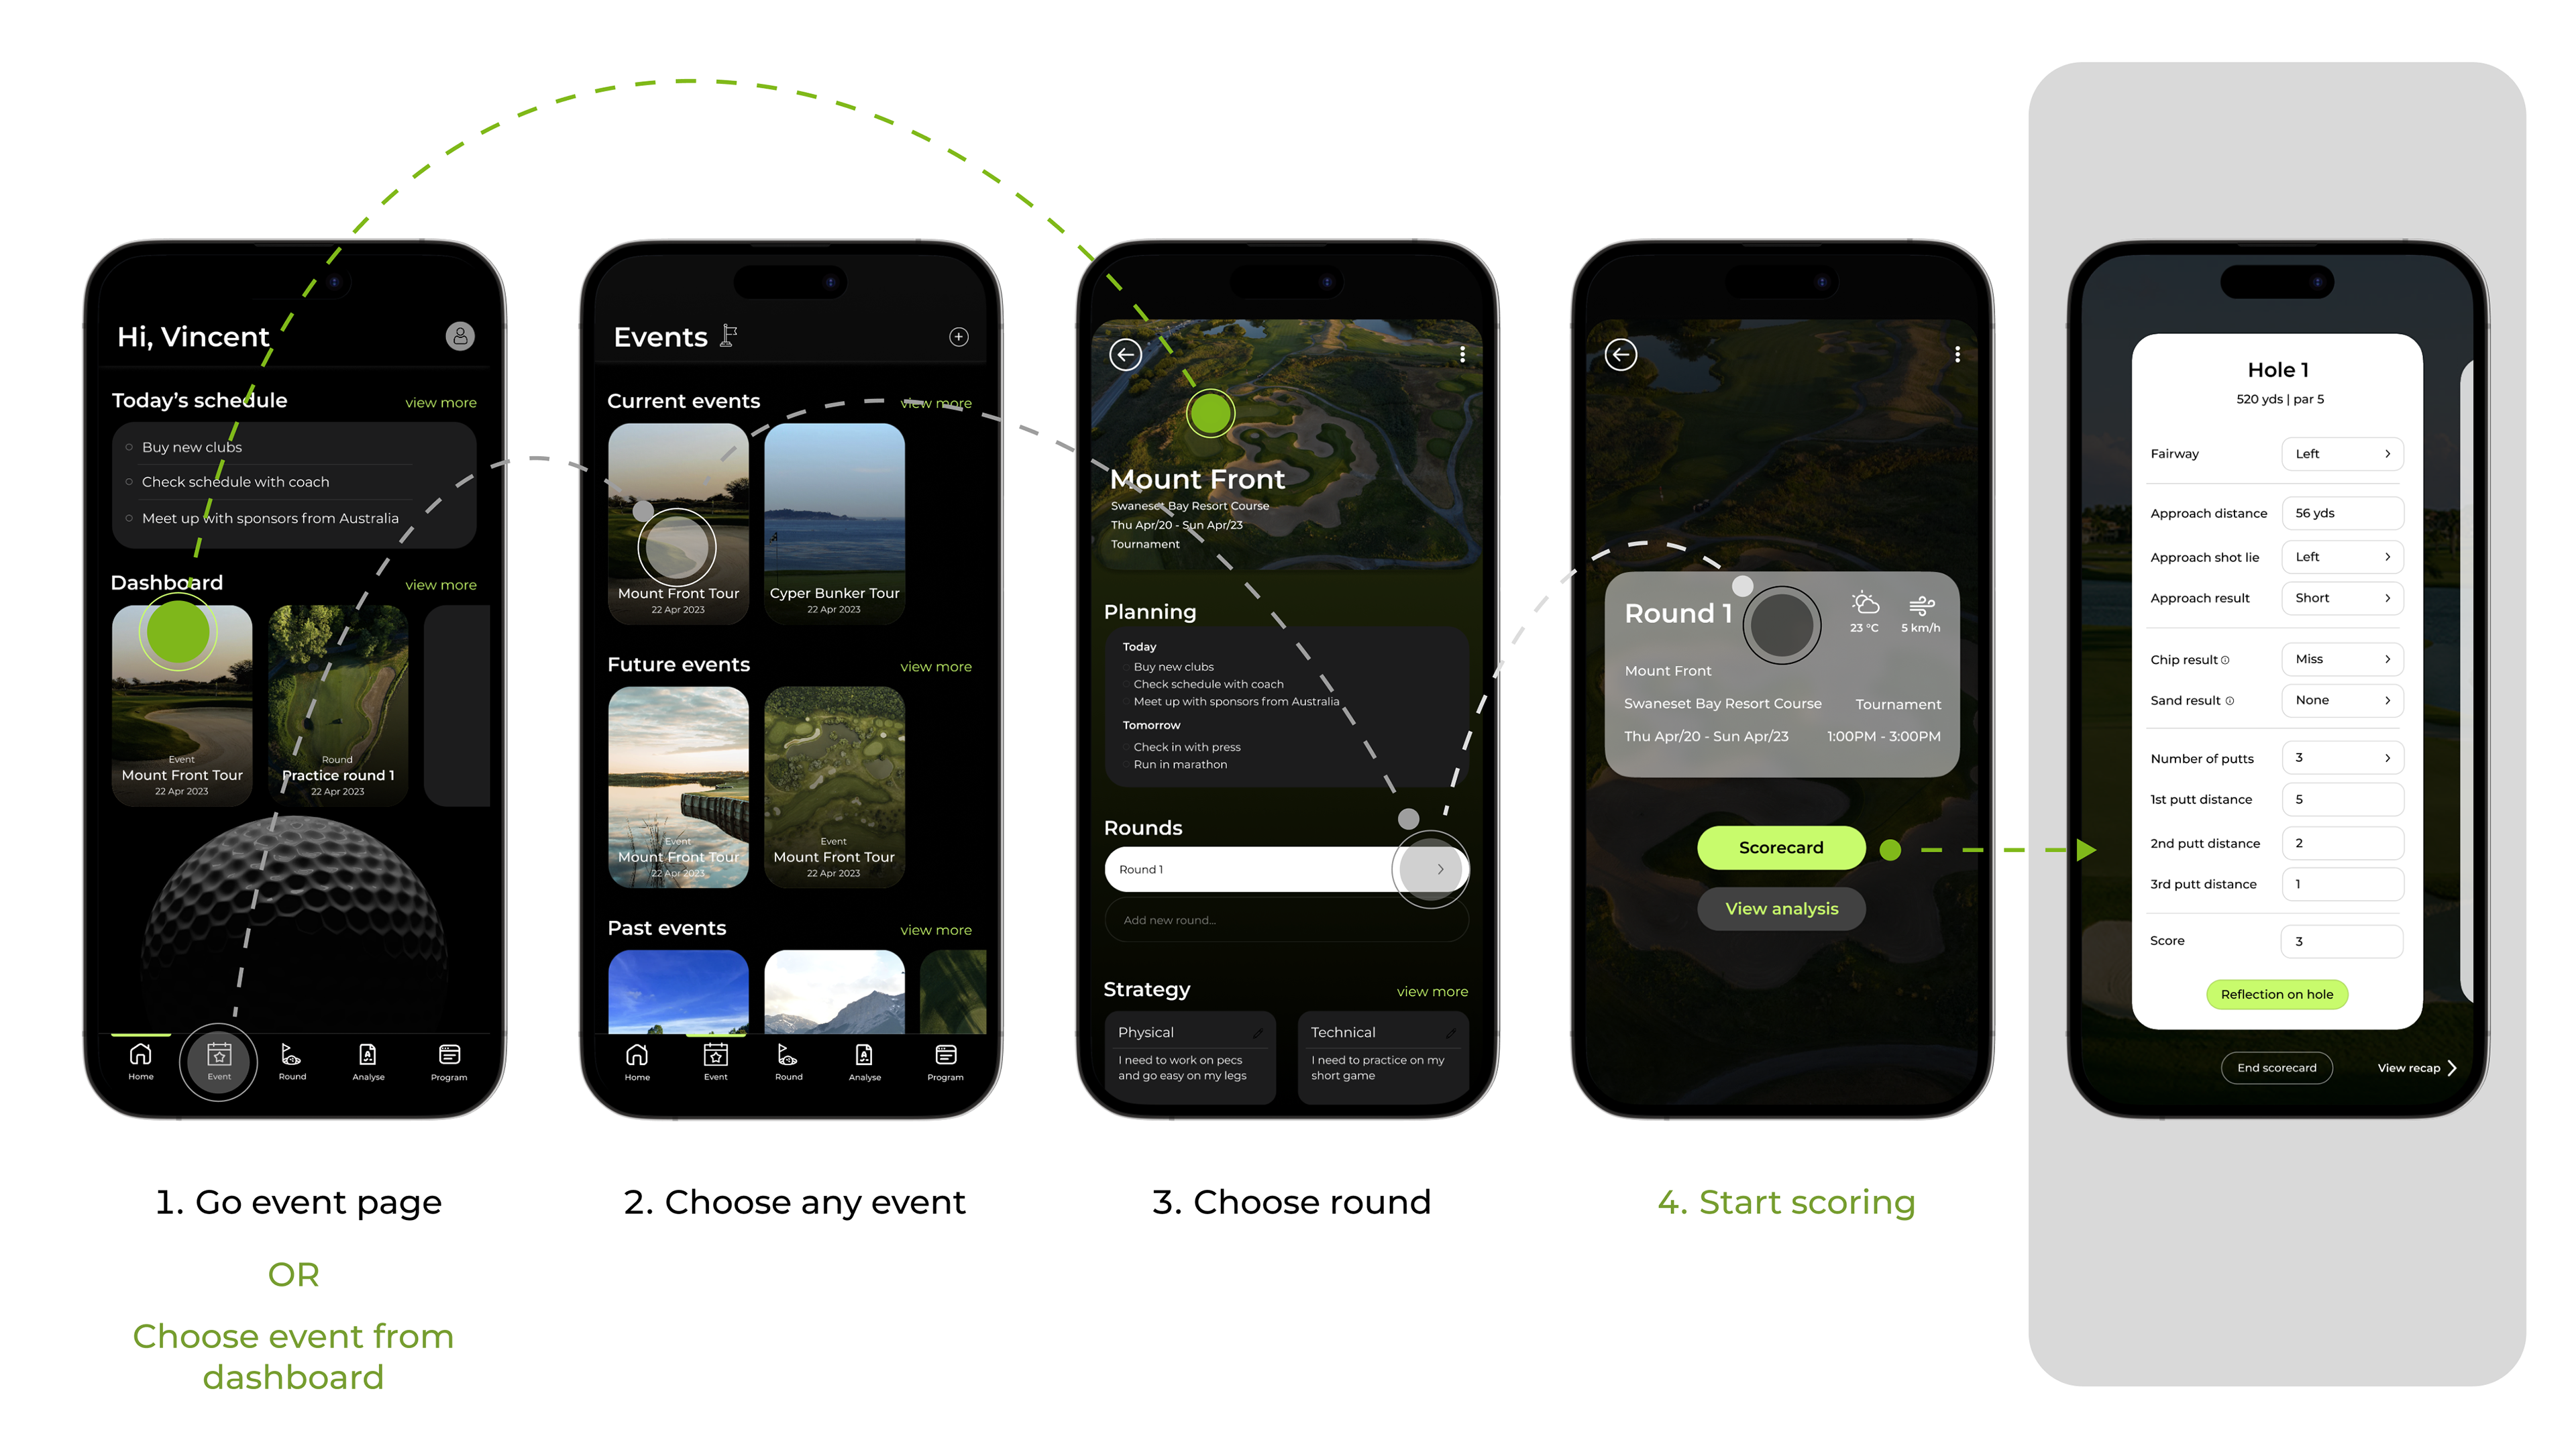 Hi, Vincent
Today's schedule
view more
Buy new clubs
Check schedule with coach
Meet up with sponsors from Australia
Dashboard
view more
Event
Mount Front Tour
22 Apr 2023
Round
Practice round 1
22 Apr 2023
Home
Event
Round
Analyse
Program
Events
Current events
view more
Mount Front Tour
22 Apr 2023
Cyper Bunker Tour
22 Apr 2023
Future events
view more
Event
Mount Front Tour
22 Apr 2023
Event
Mount Front Tour
22 Apr 2023
Past events
view more
Home
Event
Round
Analyse
Program
Mount Front
Swaneset Bay Resort Course
Thu Apr/20 - Sun Apr/23
Tournament
Planning
Today
Buy new clubs
Check schedule with coach
Meet up with sponsors from Australia
Tomorrow
Check in with press
Run in marathon
Rounds
Round 1
Add new round...
Strategy
view more
Physical
I need to work on pecs
and go easy on my legs
Technical
I need to practice on my
short game
Round 1
23 °C
5 km/h
Mount Front
Swaneset Bay Resort Course
Tournament
Thu Apr/20 - Sun Apr/23
1:00PM - 3:00PM
Scorecard
View analysis
Hole 1
520 yds | par 5
Fairway
Left
Approach distance
56 yds
Approach shot lie
Left
Approach result
Short
Chip result
Miss
Sand result
None
Number of putts
3
1st putt distance
5
2nd putt distance
2
3rd putt distance
1
Score
3
Reflection on hole
End scorecard
View recap
1. Go event page
OR
Choose event from
dashboard
2. Choose any event
3. Choose round
4. Start scoring